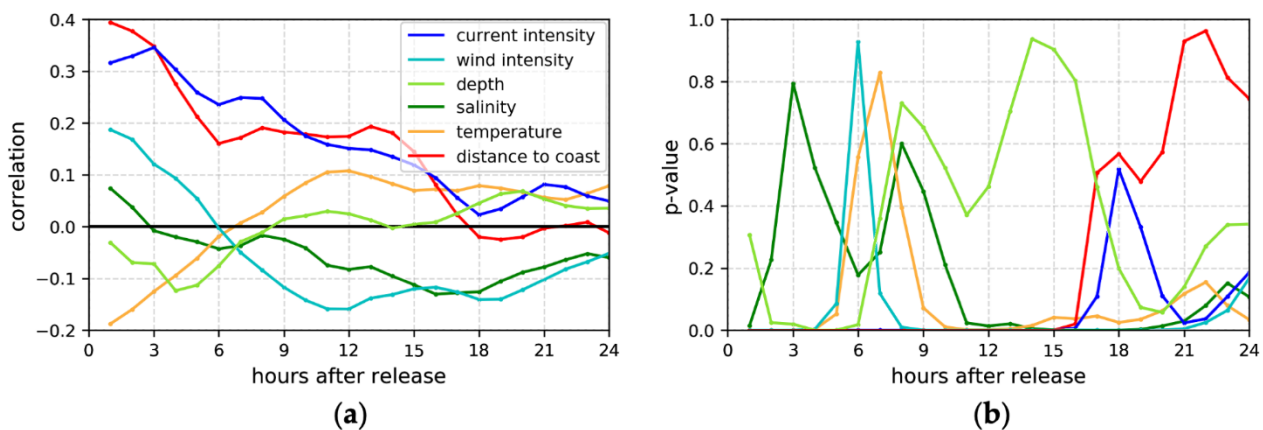 0.4
0.3
0.2
0.1
0.0
−0.1
−0.2
correlation
current intensity
wind intensity
depth
salinity
temperature
distance to coast
0 3 6 9 12 15 18 21 24
hours after release
(a)
1.0
0.8
0.6
0.4
0.2
0.0
p-value
0 3 6 9 12 15 18 21 24
hours after release
(b)